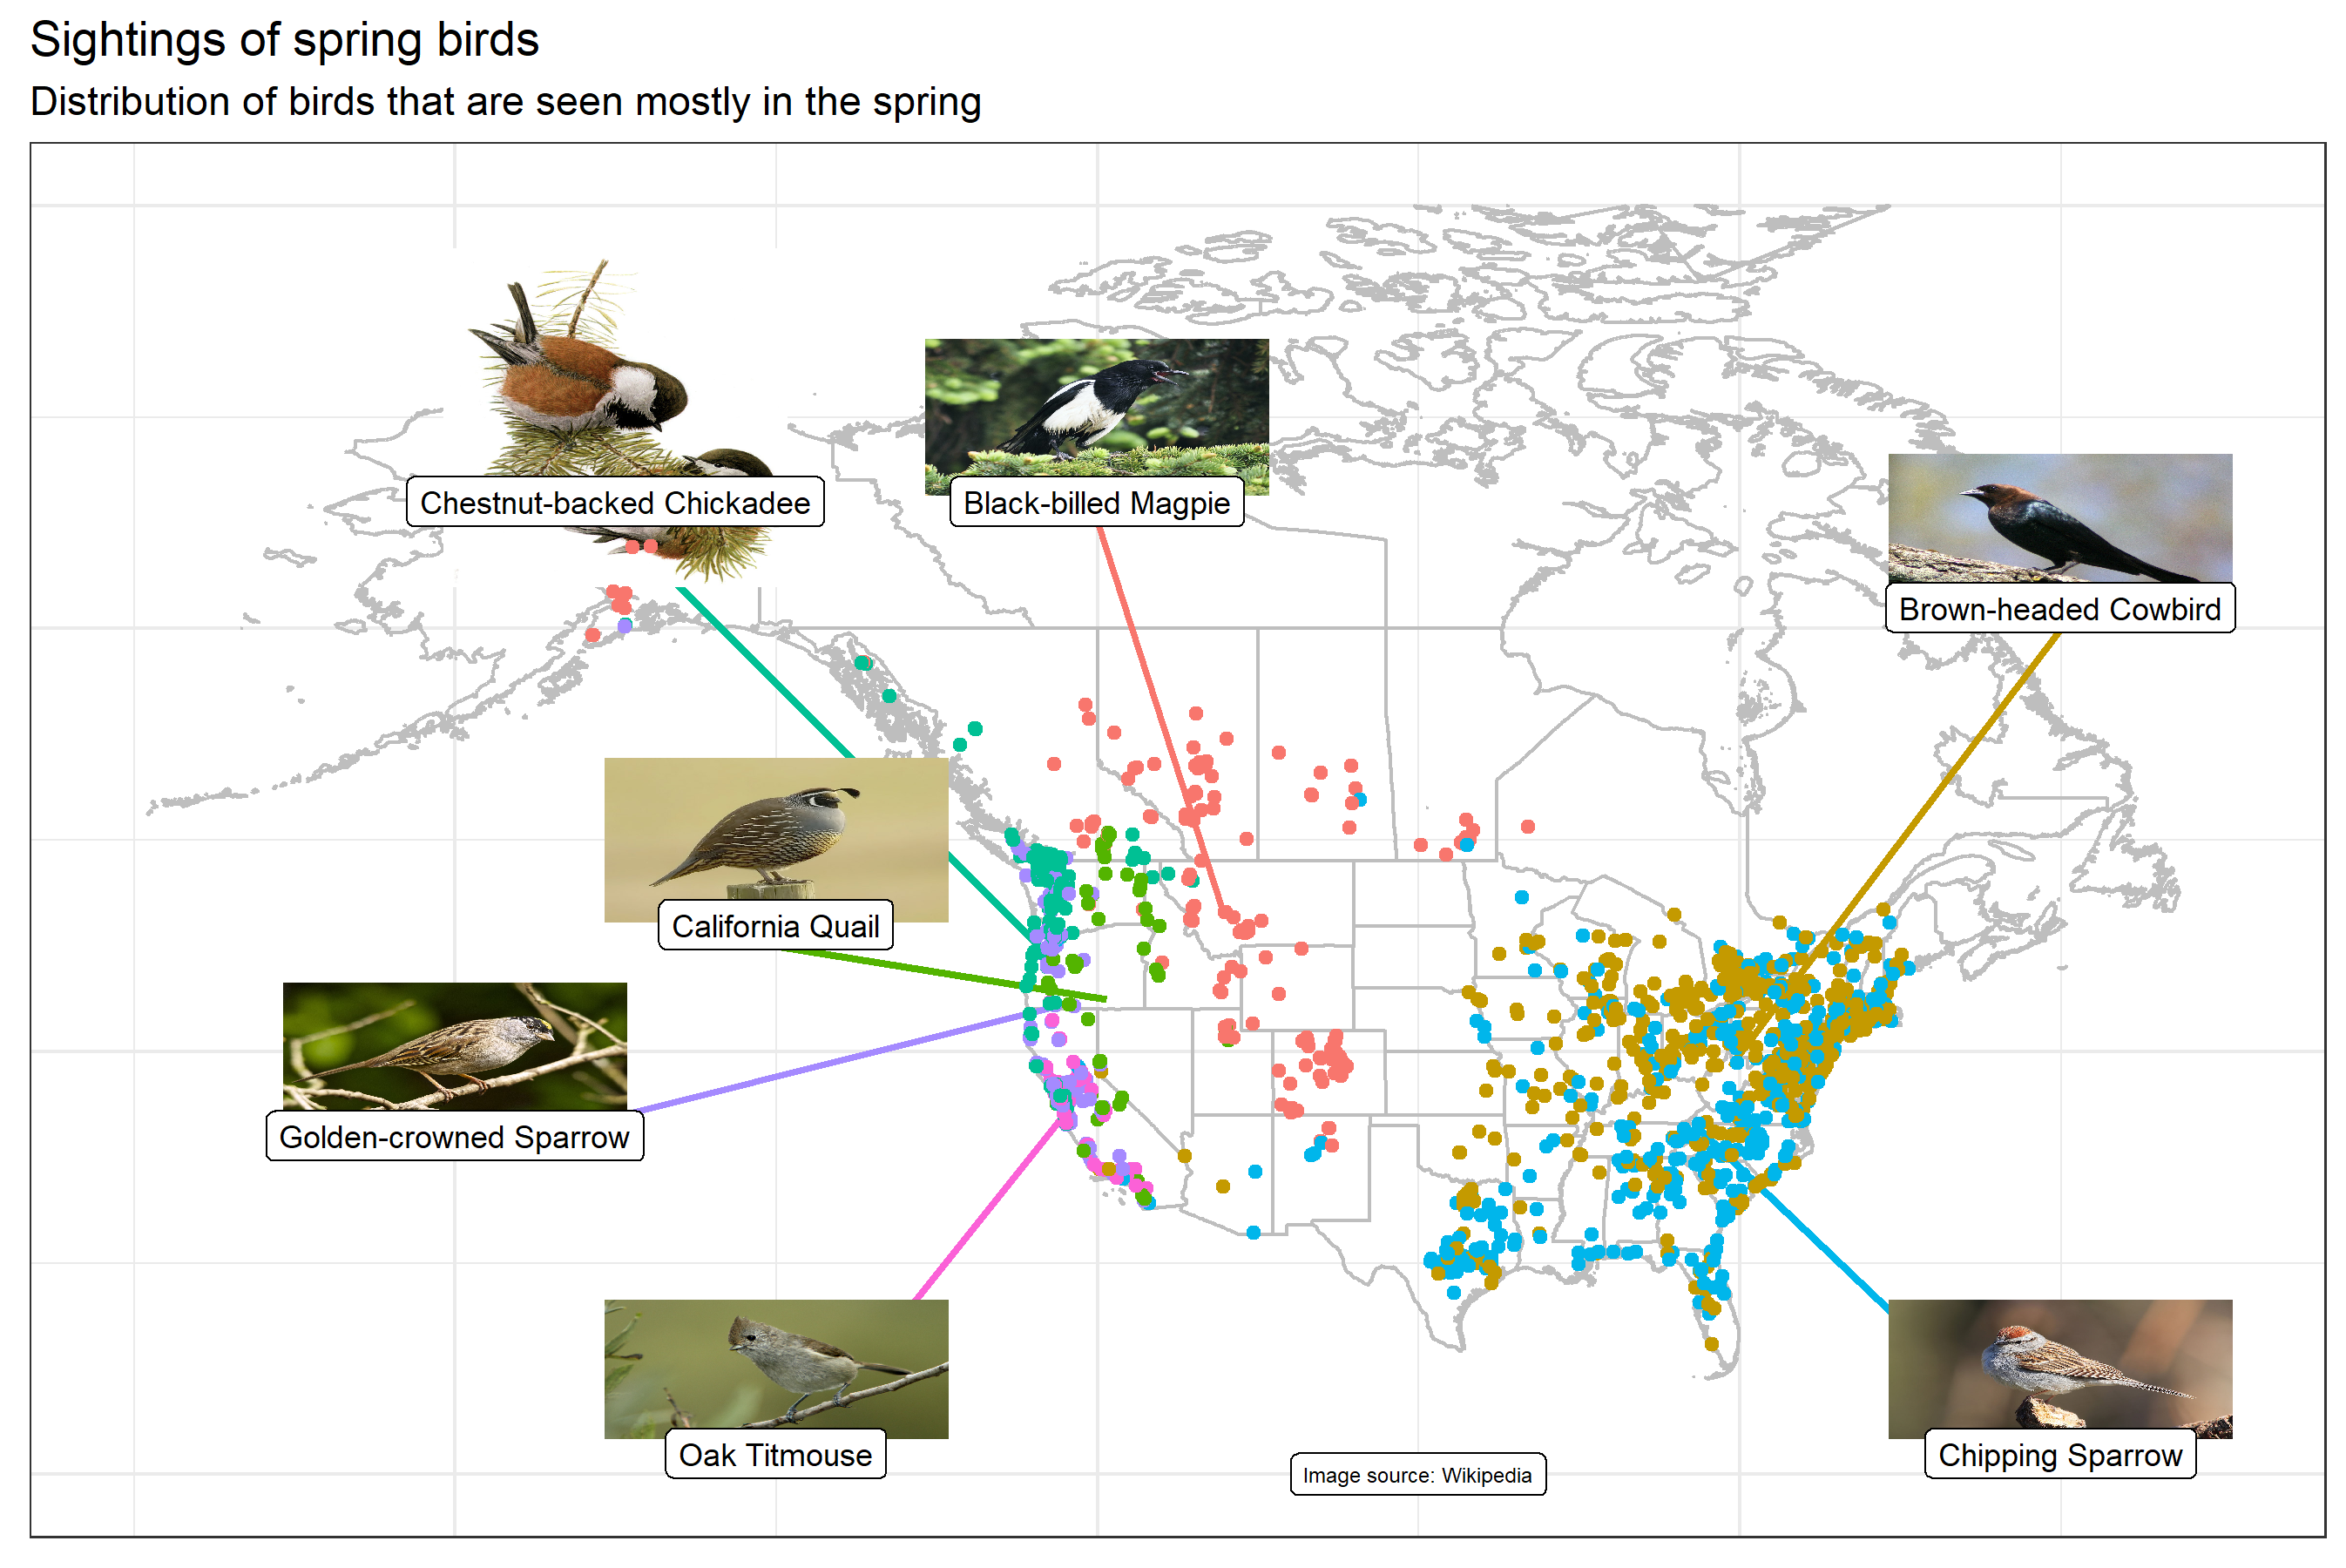 Sightings of spring birds
Distribution of birds that are seen mostly in the spring
Chestnut-backed Chickadee
Black-billed Magpie
Brown-headed Cowbird
California Quail
Golden-crowned Sparrow
Oak Titmouse
Chipping Sparrow
Image source: Wikipedia